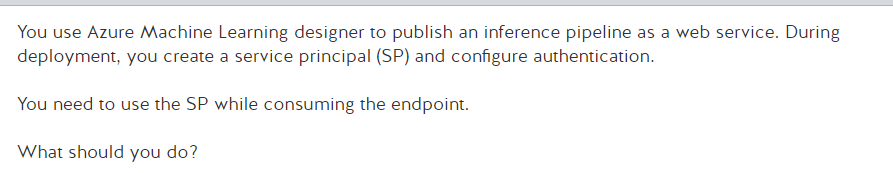 You use Azure Machine Learning designer to publish an inference pipeline as a web service. During
deployment, you create a service principal (SP) and configure authentication.
You need to use the SP while consuming the endpoint.
What should you do?